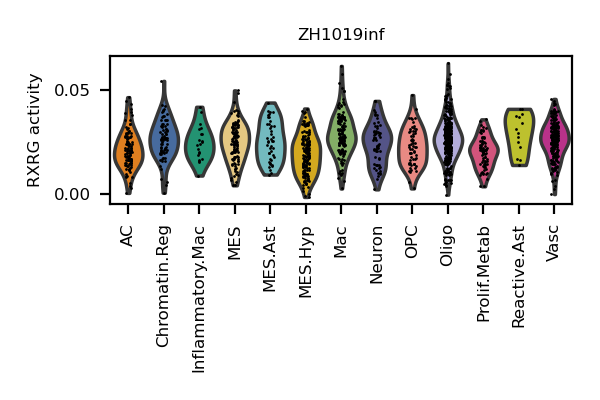 ZH1019inf
RXRG activity
0.05
0.00
AC
Chromatin.Reg
Inflammatory.Mac
MES
MES.Ast
MES.Hyp
Mac
Neuron
OPC
Oligo
Prolif.Metab
Reactive.Ast
Vasc